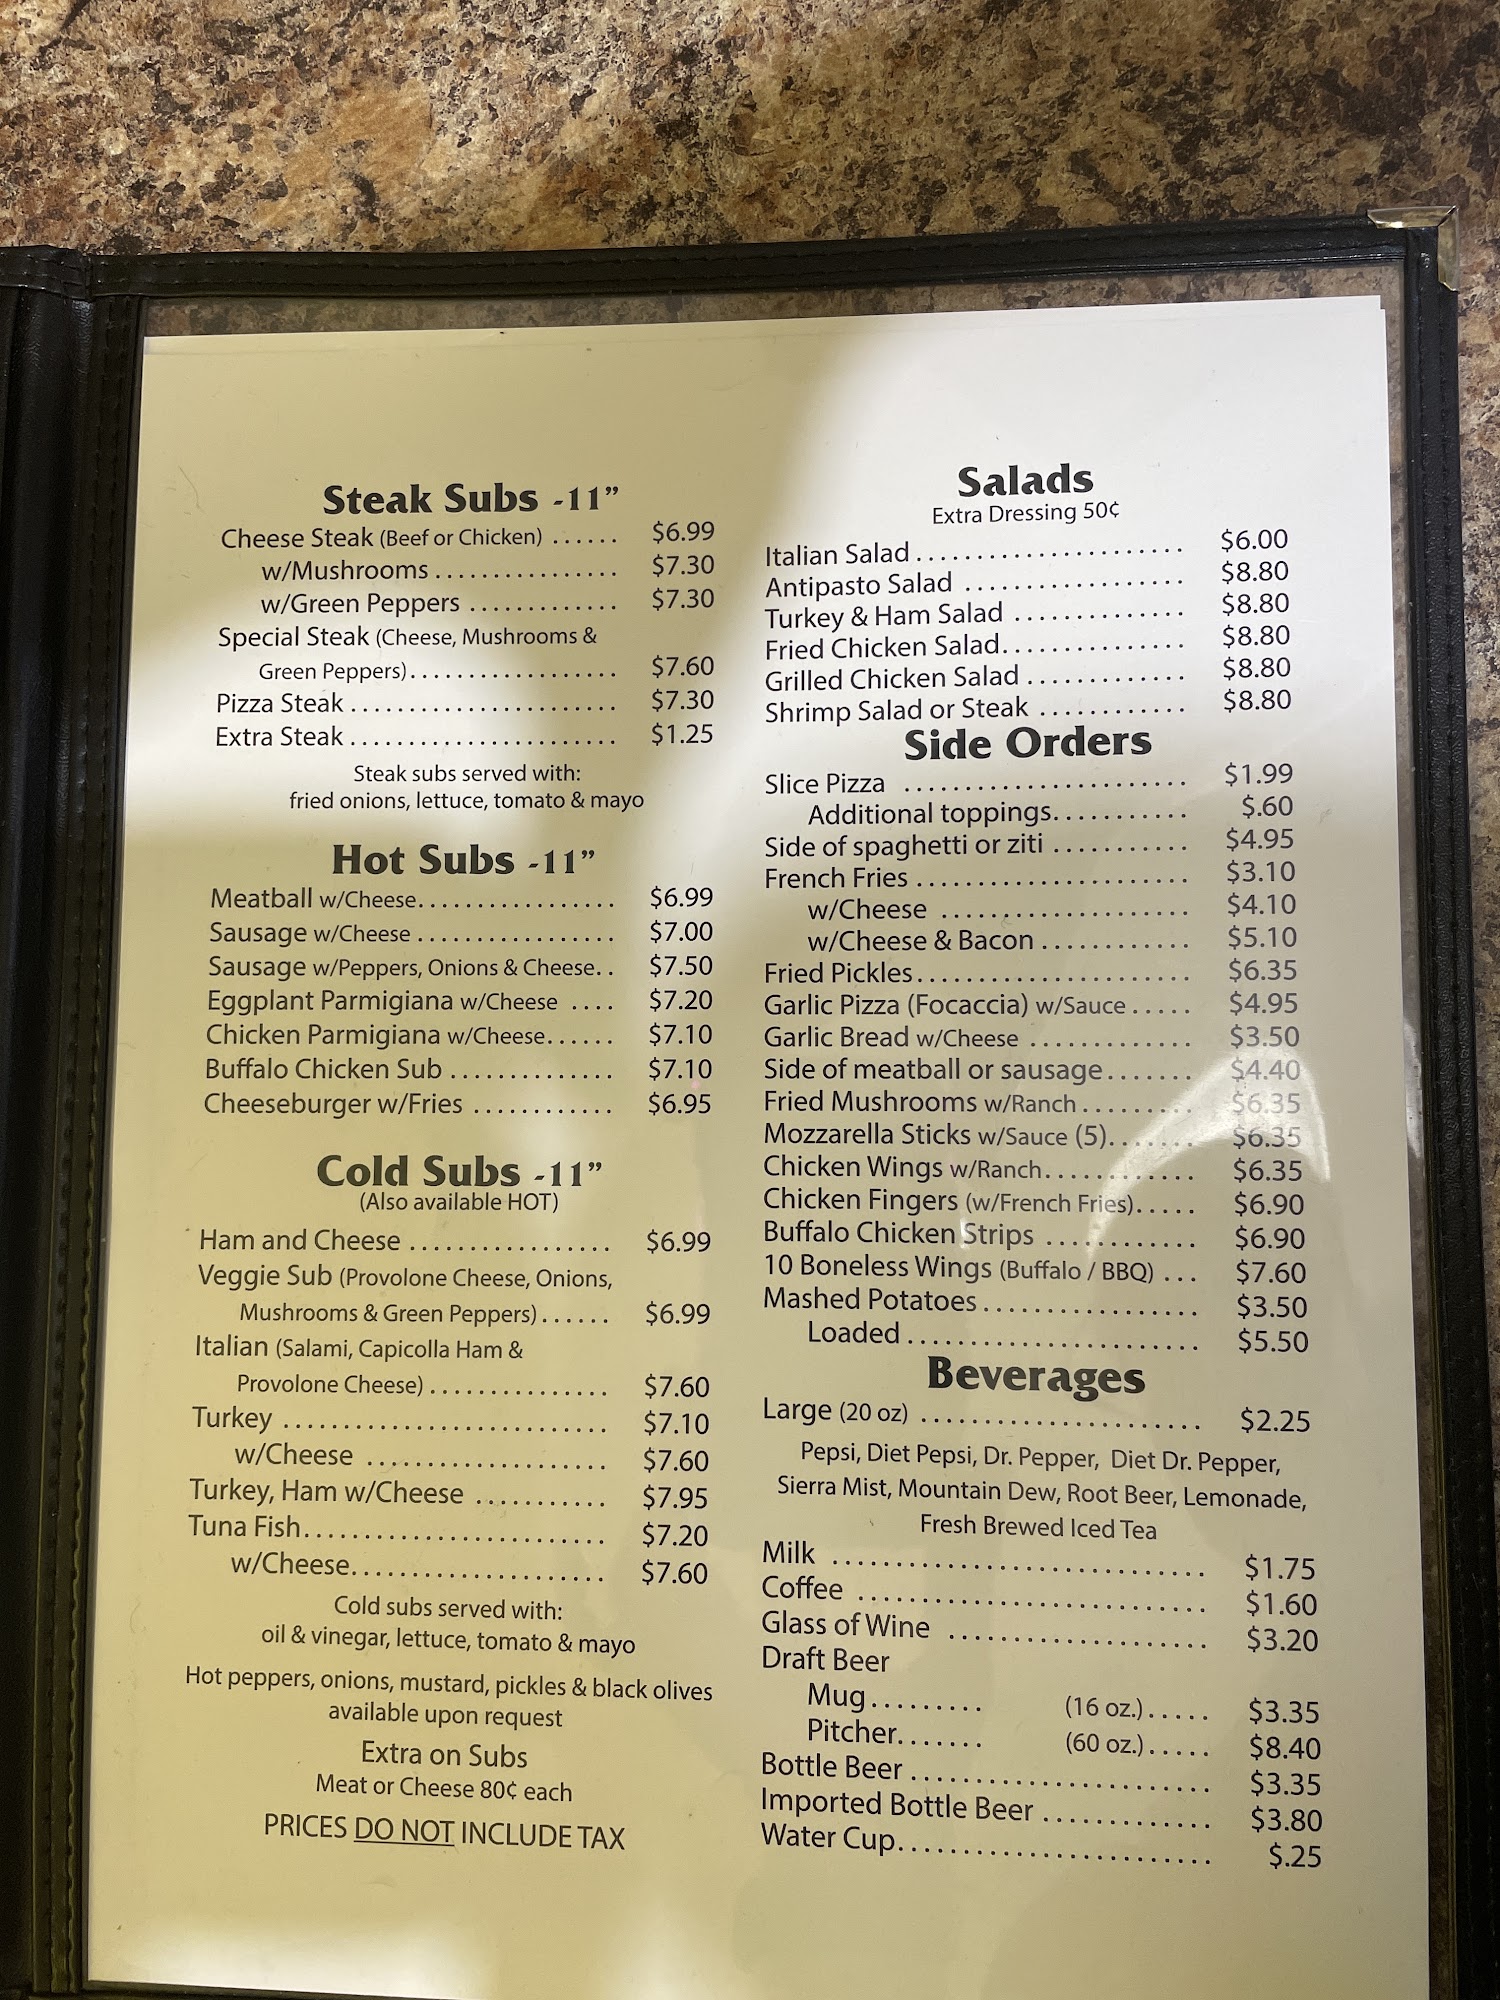 Steak Subs -11”
Cheese Steak (Beef or Chicken) ...... $6.99
w/Mushrooms ................ $7.30
w/Green Peppers ............. $7.30
Special Steak (Cheese, Mushrooms &
Green Peppers).................. $7.60
Pizza Steak ....................... $7.30
Extra Steak ....................... $1.25
Steak subs served with:
fried onions, lettuce, tomato & mayo
Hot Subs -11”
Meatball w/Cheese................. $6.99
Sausage w/Cheese ................. $7.00
Sausage w/Peppers, Onions & Cheese.. $7.50
Eggplant Parmigiana w/Cheese .... $7.20
Chicken Parmigiana w/Cheese...... $7.10
Buffalo Chicken Sub .............. $7.10
Cheeseburger w/Fries ............ $6.95
Cold Subs -11”
(Also available HOT)
Ham and Cheese ................. $6.99
Veggie Sub (Provolone Cheese, Onions,
Mushrooms & Green Peppers)...... $6.99
Italian (Salami, Capicolla Ham &
Provolone Cheese) ............... $7.60
Turkey ............................ $7.10
w/Cheese ..................... $7.60
Turkey, Ham w/Cheese ........... $7.95
Tuna Fish.......................... $7.20
w/Cheese...................... $7.60
Cold subs served with:
oil & vinegar, lettuce, tomato & mayo
Hot peppers, onions, mustard, pickles & black olives
available upon request
Extra on Subs
Meat or Cheese 80¢ each
PRICES DO NOT INCLUDE TAX
Salads
Extra Dressing 50¢
Italian Salad ....................... $6.00
Antipasto Salad ................... $8.80
Turkey & Ham Salad .............. $8.80
Fried Chicken Salad................ $8.80
Grilled Chicken Salad ............. $8.80
Shrimp Salad or Steak ............ $8.80
Side Orders
Slice Pizza ........................ $1.99
Additional toppings............ $.60
Side of spaghetti or ziti ........... $4.95
French Fries ....................... $3.10
w/Cheese ..................... $4.10
w/Cheese & Bacon ............ $5.10
Fried Pickles....................... $6.35
Garlic Pizza (Focaccia) w/Sauce ..... $4.95
Garlic Bread w/Cheese ............. $3.50
Side of meatball or sausage....... $4.40
Fried Mushrooms w/Ranch ......... $6.35
Mozzarella Sticks w/Sauce (5)....... $6.35
Chicken Wings w/Ranch............ $6.35
Chicken Fingers (w/French Fries)..... $6.90
Buffalo Chicken Strips ............ $6.90
10 Boneless Wings (Buffalo / BBQ) ... $7.60
Mashed Potatoes .................. $3.50
Loaded ........................ $5.50
Beverages
Large (20 oz) ....................... $2.25
Pepsi, Diet Pepsi, Dr. Pepper, Diet Dr. Pepper,
Sierra Mist, Mountain Dew, Root Beer, Lemonade,
Fresh Brewed Iced Tea
Milk ............................... $1.75
Coffee ............................. $1.60
Glass of Wine ...................... $3.20
Draft Beer
Mug......... (16 oz.)..... $3.35
Pitcher....... (60 oz.)..... $8.40
Bottle Beer ......................... $3.35
Imported Bottle Beer ............. $3.80
Water Cup.......................... $.25